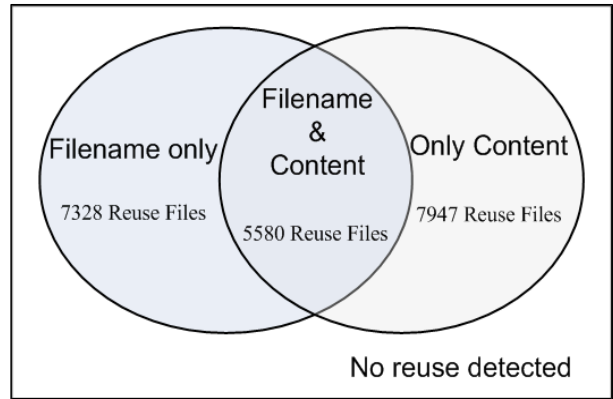 Filename only
7328 Reuse Files
Filename
&
Content
5580 Reuse Files
Only Content
7947 Reuse Files
No reuse detected